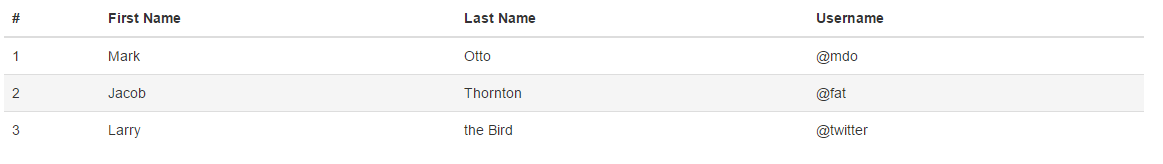 # First Name Last Name Username
1 Mark Otto @mdo
2 Jacob Thornton @fat
3 Larry the Bird @twitter